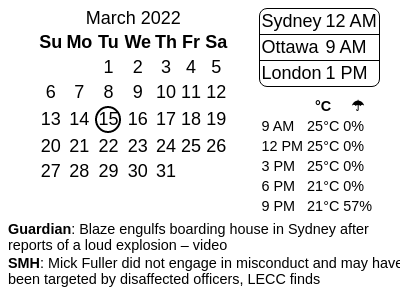 March 2022
Su Mo Tu We Th Fr Sa
1 2 3 4 5
6 7 8 9 10 11 12
13 14 15 16 17 18 19
20 21 22 23 24 25 26
27 28 29 30 31
Sydney 12 AM
Ottawa 9 AM
London 1 PM
°C ☂
9 AM 25°C 0%
12 PM 25°C 0%
3 PM 25°C 0%
6 PM 21°C 0%
9 PM 21°C 57%
Guardian: Blaze engulfs boarding house in Sydney after
reports of a loud explosion – video
SMH: Mick Fuller did not engage in misconduct and may have
been targeted by disaffected officers, LECC finds